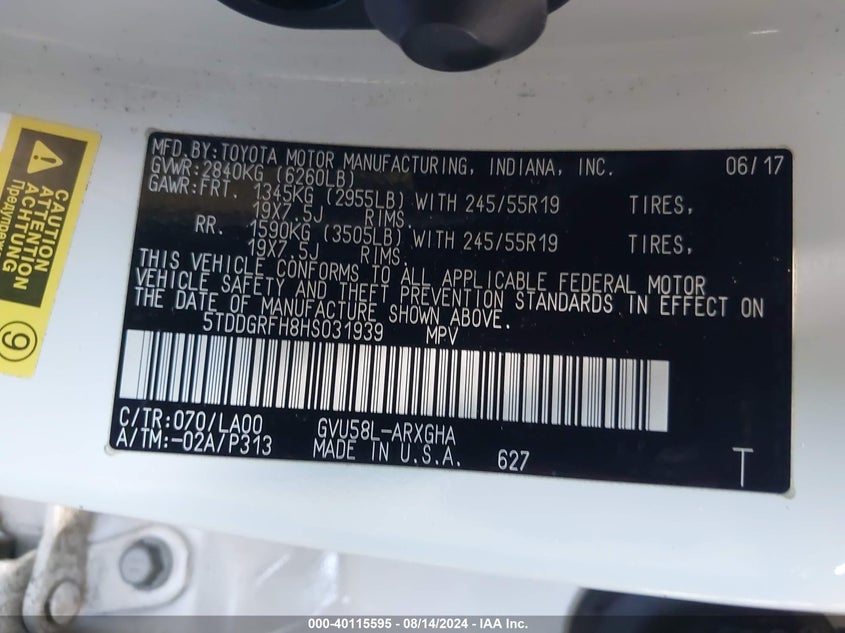 MFD.BY:TOYOTA MOTOR MANUFACTURING, INDIANA, INC. 06/17
GVWR:2840KG (6260LB)
GAWR:FRT. 1345KG (2955LB) WITH 245/55R19 TIRES,
19X7.5J RIMS.
RR. 1590KG (3505LB) WITH 245/55R19 TIRES,
19X7.5J RIMS.
THIS VEHICLE CONFORMS TO ALL APPLICABLE FEDERAL MOTOR
VEHICLE SAFETY AND THEFT PREVENTION STANDARDS IN EFFECT ON
THE DATE OF MANUFACTURE SHOWN ABOVE.
5TDDGRFH8HS031939 MPV
C/TR:070/LA00 GVU58L-ARXGHA
A/TM:-02A/P313 MADE IN U.S.A. 627 T
CAUTION
ATTENTION
ACHTUNG
9
000-40115595 - 08/14/2024 - IAA Inc.